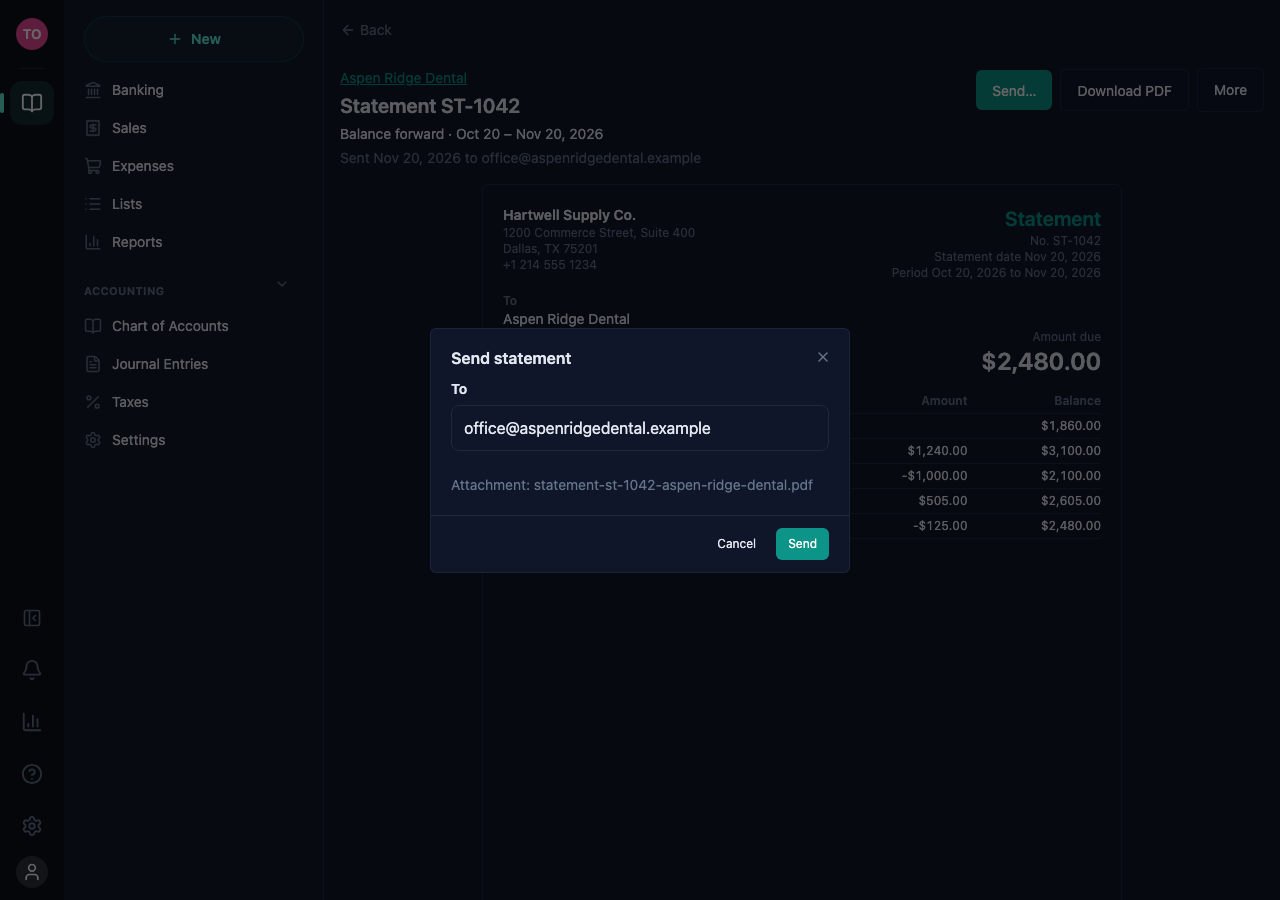 TO
New
Banking
Sales
Expenses
Lists
Reports
ACCOUNTING
Chart of Accounts
Journal Entries
Taxes
Settings
Back
Aspen Ridge Dental
Statement ST-1042
Balance forward · Oct 20 – Nov 20, 2026
Sent Nov 20, 2026 to office@aspenridgedental.example
Send...
Download PDF
More
Hartwell Supply Co.
1200 Commerce Street, Suite 400
Dallas, TX 75201
+1 214 555 1234
Statement
No. ST-1042
Statement date Nov 20, 2026
Period Oct 20, 2026 to Nov 20, 2026
To
Aspen Ridge Dental
Amount due
$2,480.00
Amount Balance
$1,860.00
$1,240.00 $3,100.00
-$1,000.00 $2,100.00
$505.00 $2,605.00
-$125.00 $2,480.00
Send statement
To
office@aspenridgedental.example
Attachment: statement-st-1042-aspen-ridge-dental.pdf
Cancel
Send